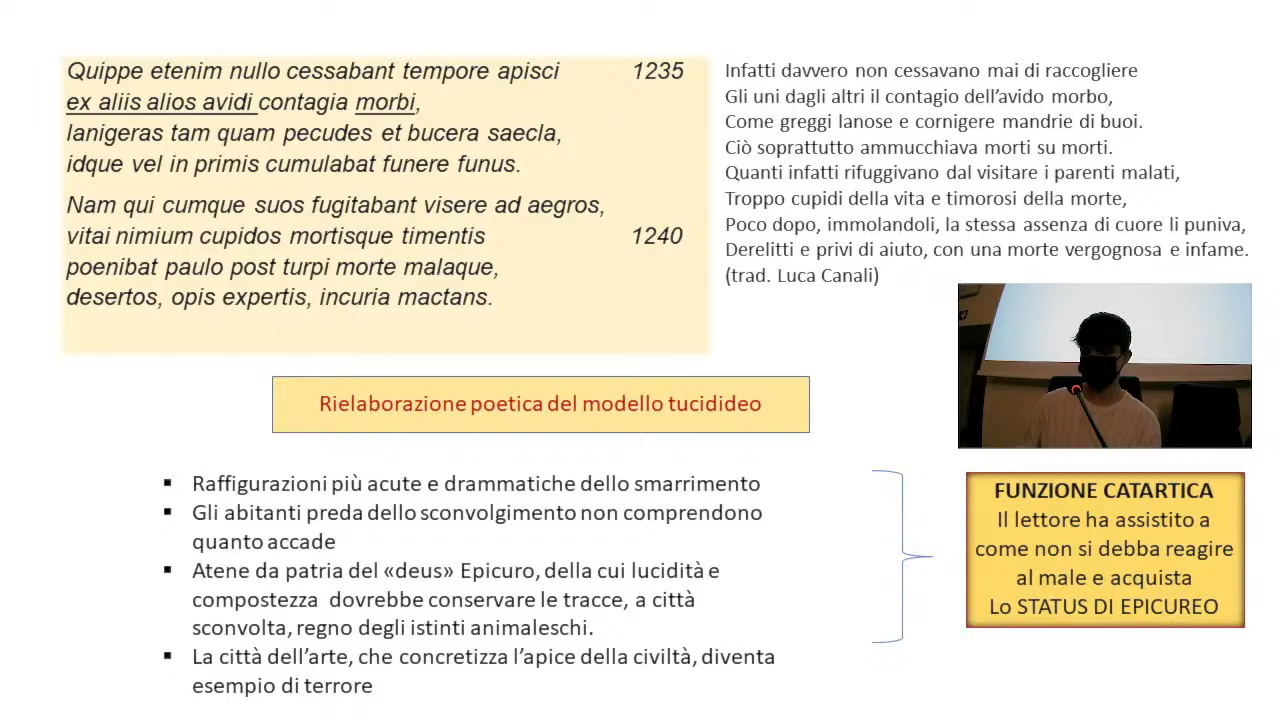 Quippe etenim nullo cessabant tempore apisci 1235
ex aliis alios avidi contagia morbi,
lanigeras tam quam pecudes et bucera saecla,
idque vel in primis cumulabat funere funus.
Nam qui cumque suos fugitabant visere ad aegros,
vitai nimium cupidos mortisque timentis 1240
poenibat paulo post turpi morte malaque,
desertos, opis expertis, incuria mactans.
Infatti davvero non cessavano mai di raccogliere
Gli uni dagli altri il contagio dell'avido morbo,
Come greggi lanose e cornigere mandrie di buoi.
Ciò soprattutto ammucchiava morti su morti.
Quanti infatti rifuggivano dal visitare i parenti malati,
Troppo cupidi della vita e timorosi della morte,
Poco dopo, immolandoli, la stessa assenza di cuore li puniva,
Derelitti e privi di aiuto, con una morte vergognosa e infame.
(trad. Luca Canali)
Rielaborazione poetica del modello tucidideo
▪ Raffigurazioni più acute e drammatiche dello smarrimento
▪ Gli abitanti preda dello sconvolgimento non comprendono
quanto accade
▪ Atene da patria del «deus» Epicuro, della cui lucidità e
compostezza dovrebbe conservare le tracce, a città
sconvolta, regno degli istinti animaleschi.
▪ La città dell'arte, che concretizza l'apice della civiltà, diventa
esempio di terrore
FUNZIONE CATARTICA
Il lettore ha assistito a
come non si debba reagire
al male e acquista
Lo STATUS DI EPICUREO